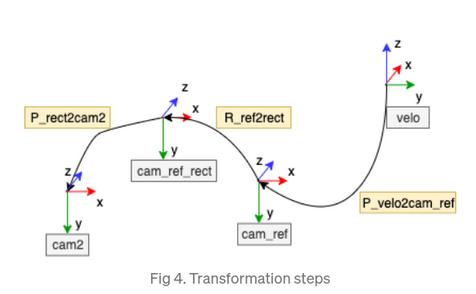 z
x
y
velo
z
x
y
cam_ref_rect
P_rect2cam2
R_ref2rect
z
x
y
cam2
z
x
y
cam_ref
P_velo2cam_ref
Fig 4. Transformation steps